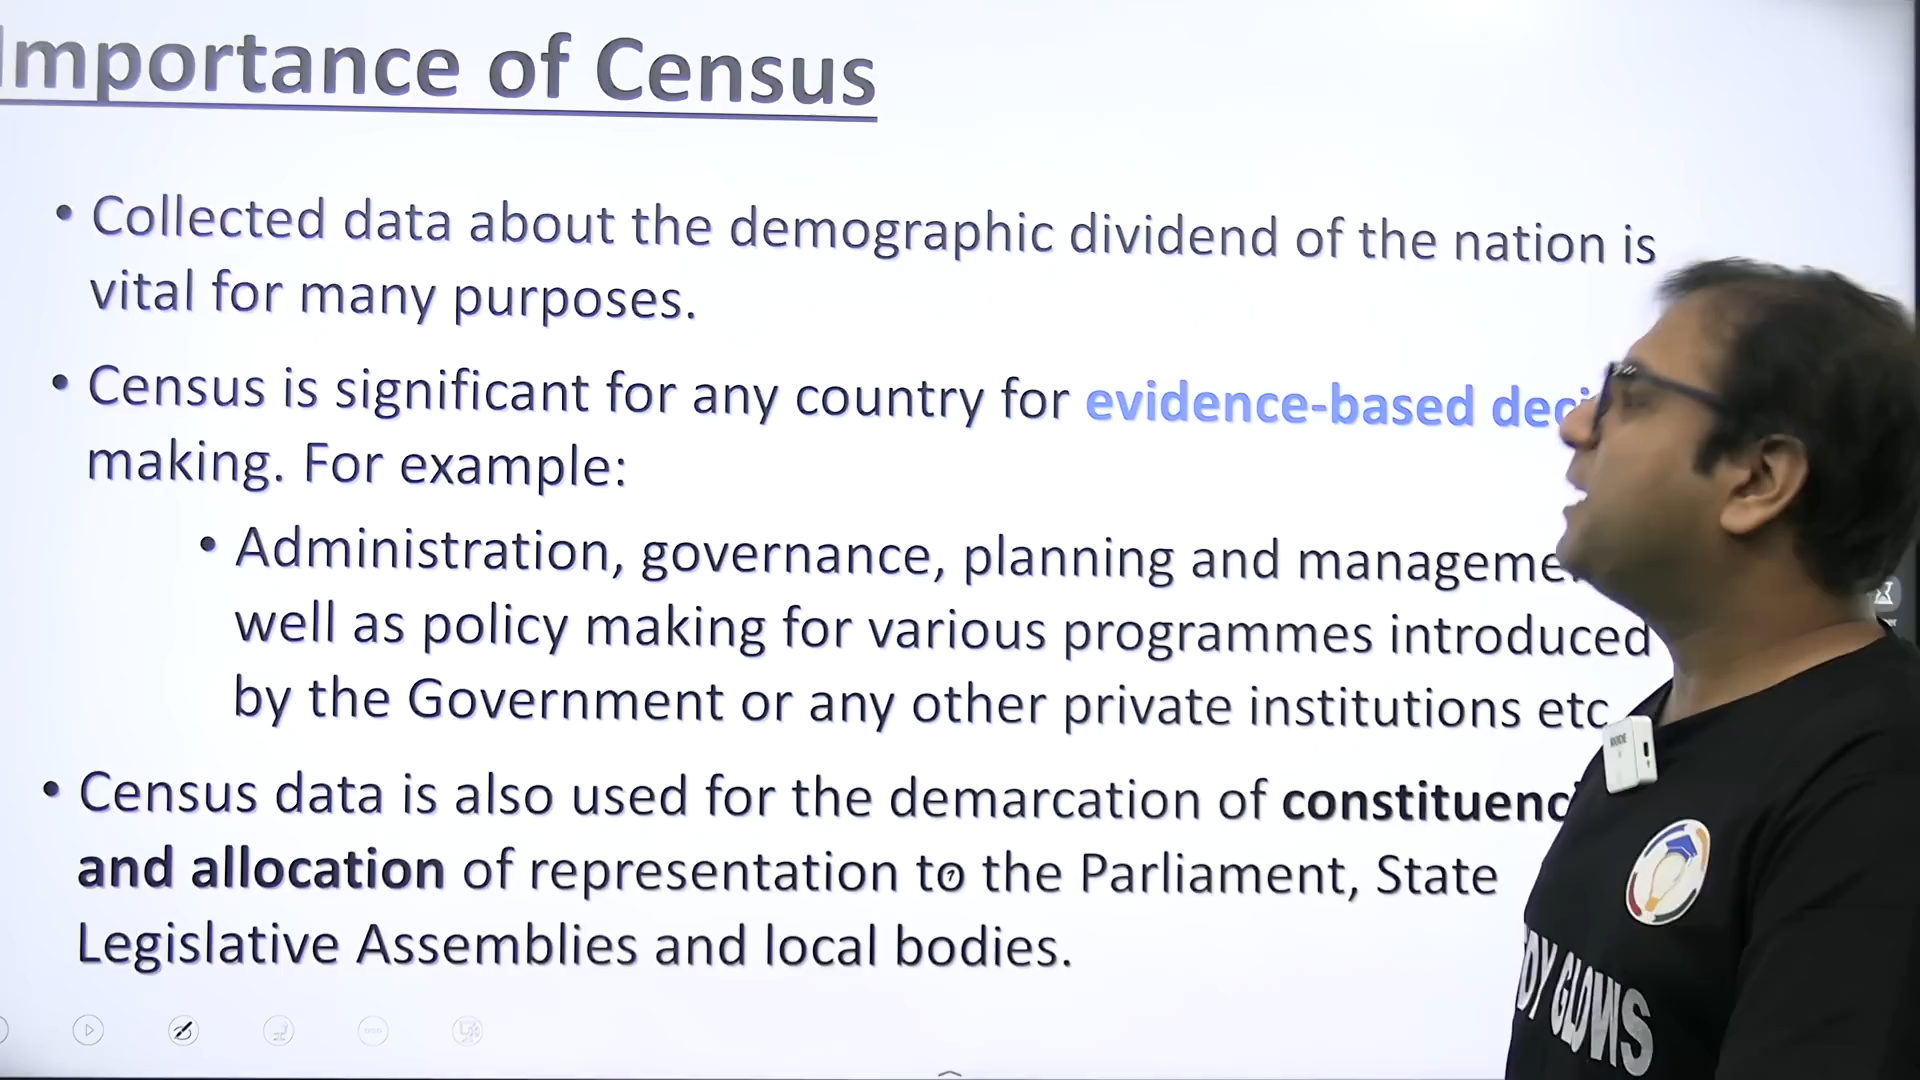 Importance of Census
• Collected data about the demographic dividend of the nation is
vital for many purposes.
• Census is significant for any country for evidence-based
making. For example:
• Administration, governance, planning and
well as policy making for various programmes introduced
by the Government or any other private institutions etc
• Census data is also used for the demarcation of
and allocation of representation to the Parliament, State
Legislative Assemblies and local bodies.
RODE
GLOWS